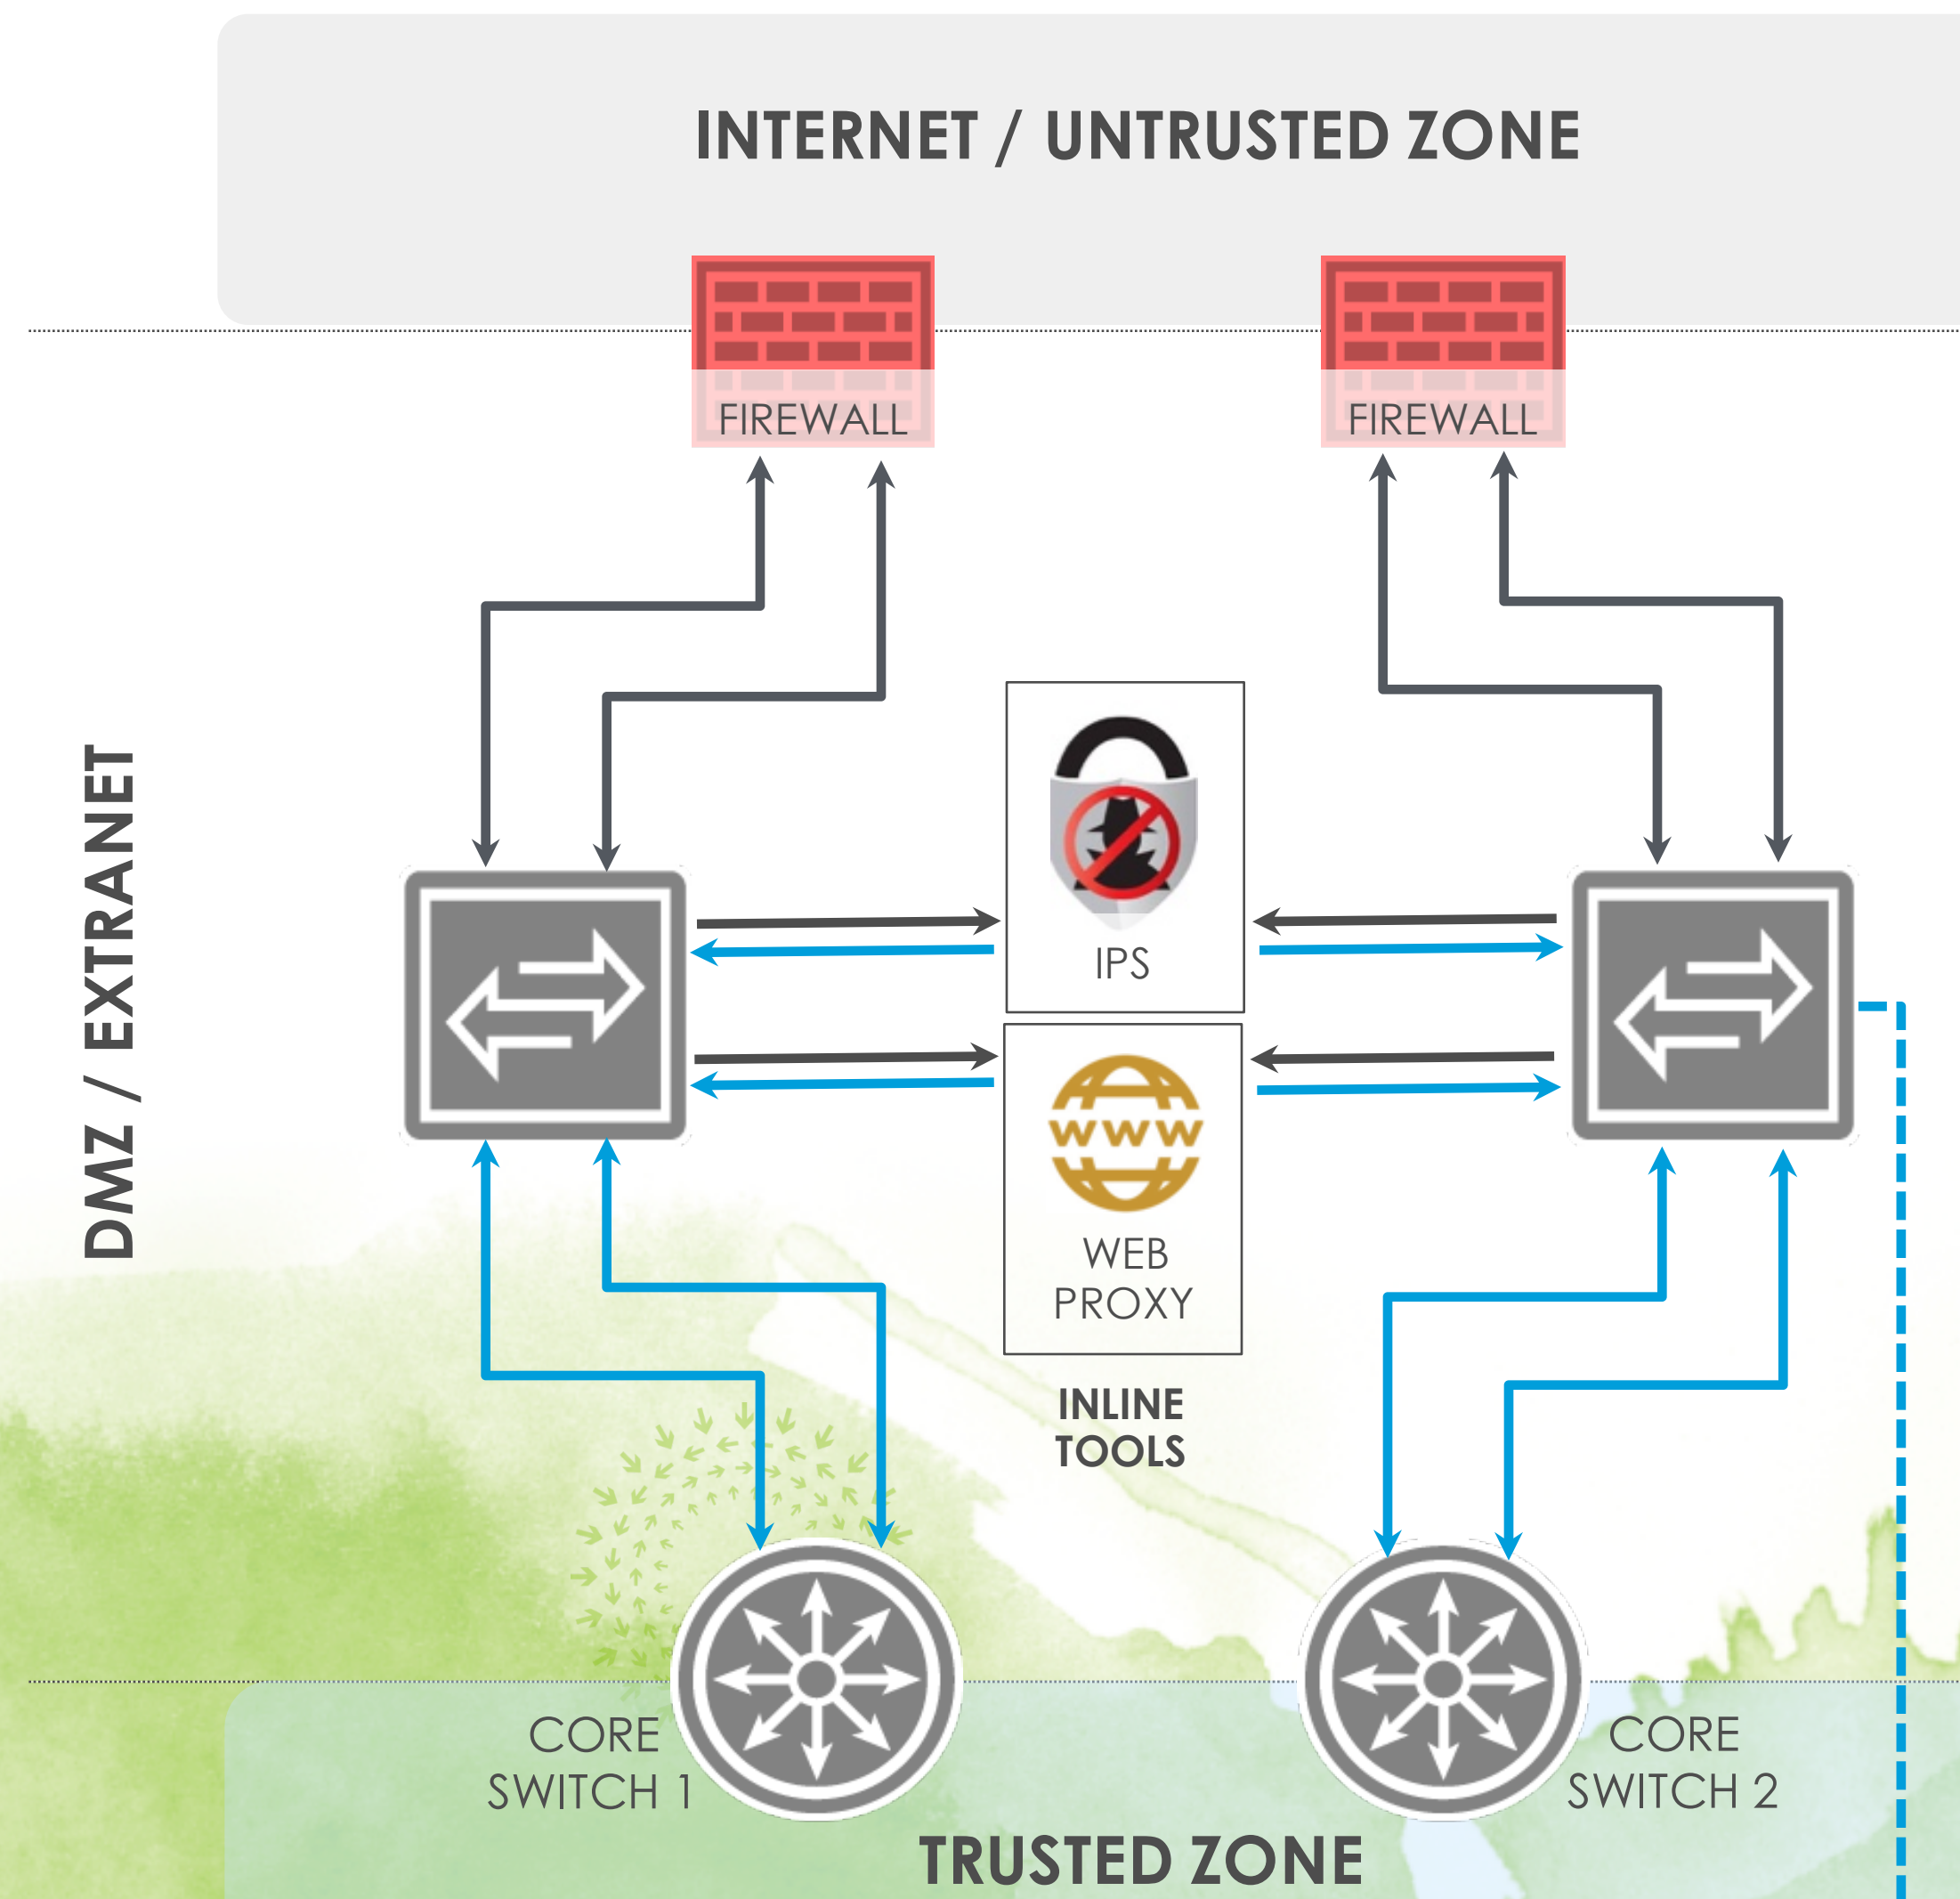 INTERNET / UNTRUSTED ZONE
FIREWALL
FIREWALL
DMZ / EXTRANET
IPS
WWW
WEB
PROXY
INLINE
TOOLS
CORE
SWITCH 1
CORE
SWITCH 2
TRUSTED ZONE